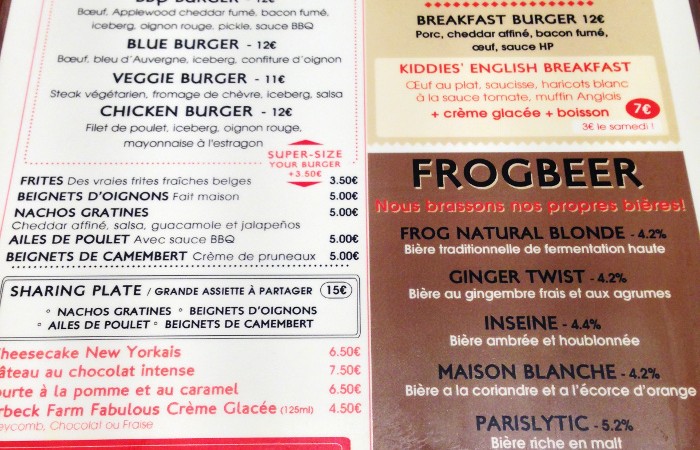 BBQ BURGER - 12€
Bœuf, Applewood cheddar fumé, bacon fumé,
iceberg, oignon rouge, pickle, sauce BBQ
BLUE BURGER - 12€
Bœuf, bleu d'Auvergne, iceberg, confiture d'oignon
VEGGIE BURGER - 11€
Steak végétarien, fromage de chèvre, iceberg, salsa
CHICKEN BURGER - 12€
Filet de poulet, iceberg, oignon rouge,
mayonnaise à l'estragon
SUPER-SIZE
YOUR BURGER
+3.50€
FRITES Des vraies frites fraîches belges 3.50€
BEIGNETS D'OIGNONS Fait maison 5.00€
NACHOS GRATINES 5.00€
Cheddar affiné, salsa, guacamole et jalapeños
AILES DE POULET Avec sauce BBQ 5.00€
BEIGNETS DE CAMEMBERT Crème de pruneaux 5.00€
SHARING PLATE / GRANDE ASSIETTE À PARTAGER 15€
° NACHOS GRATINES ° BEIGNETS D'OIGNONS
° AILES DE POULET ° BEIGNETS DE CAMEMBERT
Cheesecake New Yorkais 6.50€
âteau au chocolat intense 7.50€
ourte à la pomme et au caramel 6.50€
rbeck Farm Fabulous Crème Glacée (125ml) 4.50€
eycomb, Chocolat ou Fraise
BREAKFAST BURGER 12€
Porc, cheddar affiné, bacon fumé,
œuf, sauce HP
KIDDIES' ENGLISH BREAKFAST
Œuf au plat, saucisse, haricots blanc
à la sauce tomate, muffin Anglais
+ crème glacée + boisson 7€
3€ le samedi !
FROGBEER
Nous brassons nos propres bières!
FROG NATURAL BLONDE - 4.2%
Bière traditionnelle de fermentation haute
GINGER TWIST - 4.2%
Bière au gingembre frais et aux agrumes
INSEINE - 4.4%
Bière ambrée et houblonnée
MAISON BLANCHE - 4.2%
Bière a la coriandre et a l'écorce d'orange
PARISLYTIC - 5.2%
Bière riche en malt